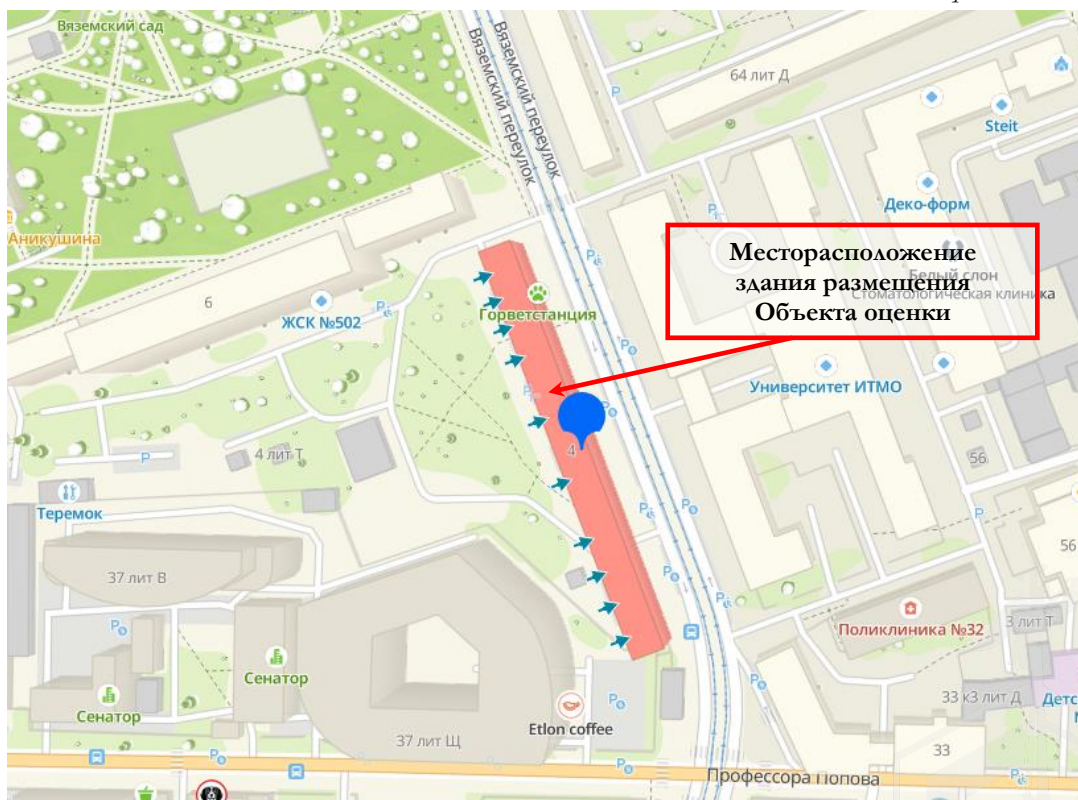 Вяземский сад
Вяземский переулок
Вяземский переулок
64 лит Д
Steit
Деко-форм
Аникушина
Месторасположение
здания размещения
Объекта оценки
Белый слон
Стоматологическая клиника
6
ЖСК №502
Горветстанция
Университет ИТМО
4
4 лит Т
P
56
Теремок
56
37 лит В
Поликлиника №32
3 лит Т
Сенатор
Сенатор
33 к3 лит Д
Детс
Etlon coffee
37 лит Щ
33
Профессора Попова